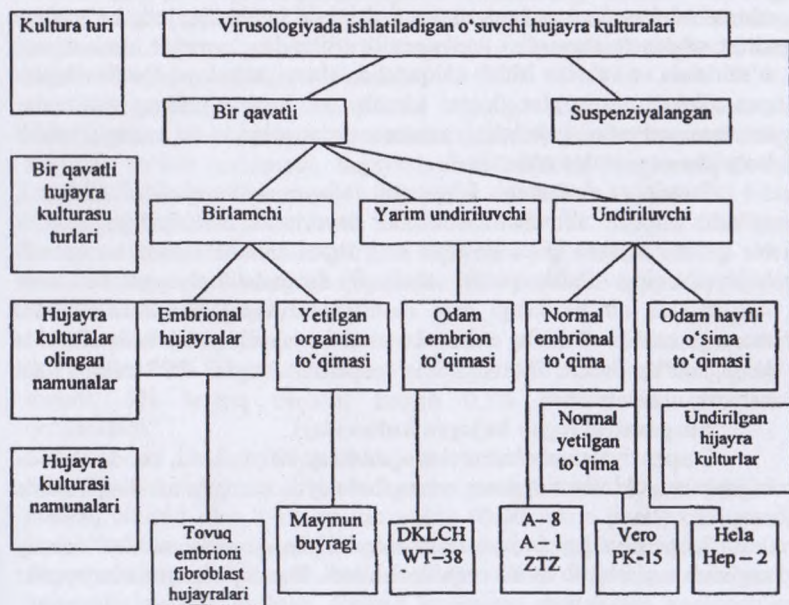 Kultura turi
Virusologiyada ishlatiladigan o‘suvchi hujayra kulturalari
Bir qavatli
Suspenziyalangan
Bir qavatli
hujayra
kulturasu
turlari
Birlamchi
Yarim undiriluvchi
Undiriluvchi
Hujayra
kulturalar
olingan
namunalar
Embrional
hujayralar
Yetilgan
organism
to‘qimasi
Odam
embrion
to‘qimasi
Normal
embrional
to‘qima
Odam havfli
o‘sima
to‘qimasi
Normal
yetilgan
to‘qima
Undirilgan
hijayra
kulturlar
Hujayra
kulturasi
namunalari
Tovuq
embrioni
fibroblast
hujayralari
Maymun
buyragi
DKLCH
WT–38
A–8
A–1
ZTZ
Vero
PK-15
Hela
Hep–2